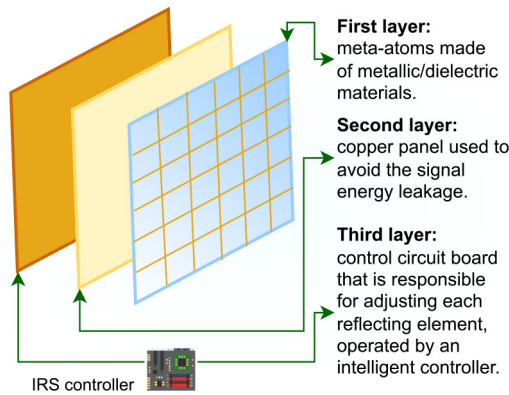 First layer:
meta-atoms made
of metallic/dielectric
materials.
Second layer:
copper panel used to
avoid the signal
energy leakage.
Third layer:
control circuit board
that is responsible
for adjusting each
reflecting element,
operated by an
intelligent controller.
IRS controller